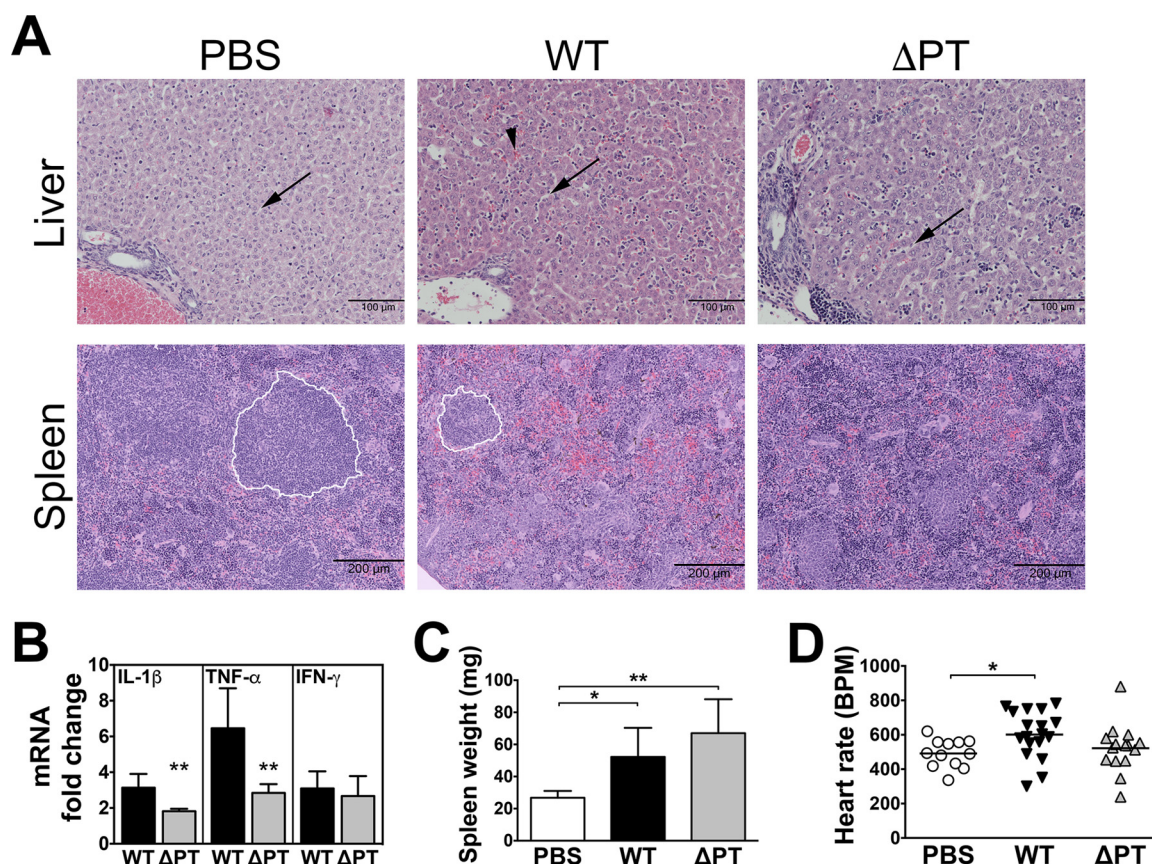 A
PBS WT ΔPT
Liver
100 µm 100 µm 100 µm
Spleen
200 µm 200 µm 200 µm
B
mRNA
fold change
10
8
6
4
2
0
IL-1β TNF-α IFN-γ
** **
WT ΔPT WT ΔPT WT ΔPT
C
Spleen weight (mg)
100
80
60
40
20
0
**
*
PBS WT ΔPT
D
Heart rate (BPM)
1000
800
600
400
200
0
*
PBS WT ΔPT